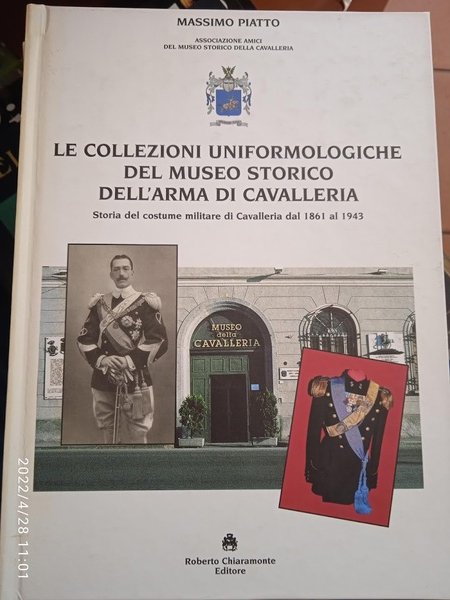 MASSIMO PIATTO
ASSOCIAZIONE AMICI
DEL MUSEO STORICO DELLA CAVALLERIA
LE COLLEZIONI UNIFORMOLOGICHE
DEL MUSEO STORICO
DELL'ARMA DI CAVALLERIA
Storia del costume militare di Cavalleria dal 1861 al 1943
MUSEO
della
CAVALLERIA
Roberto Chiaramonte
Editore
2022/4/28 11:01